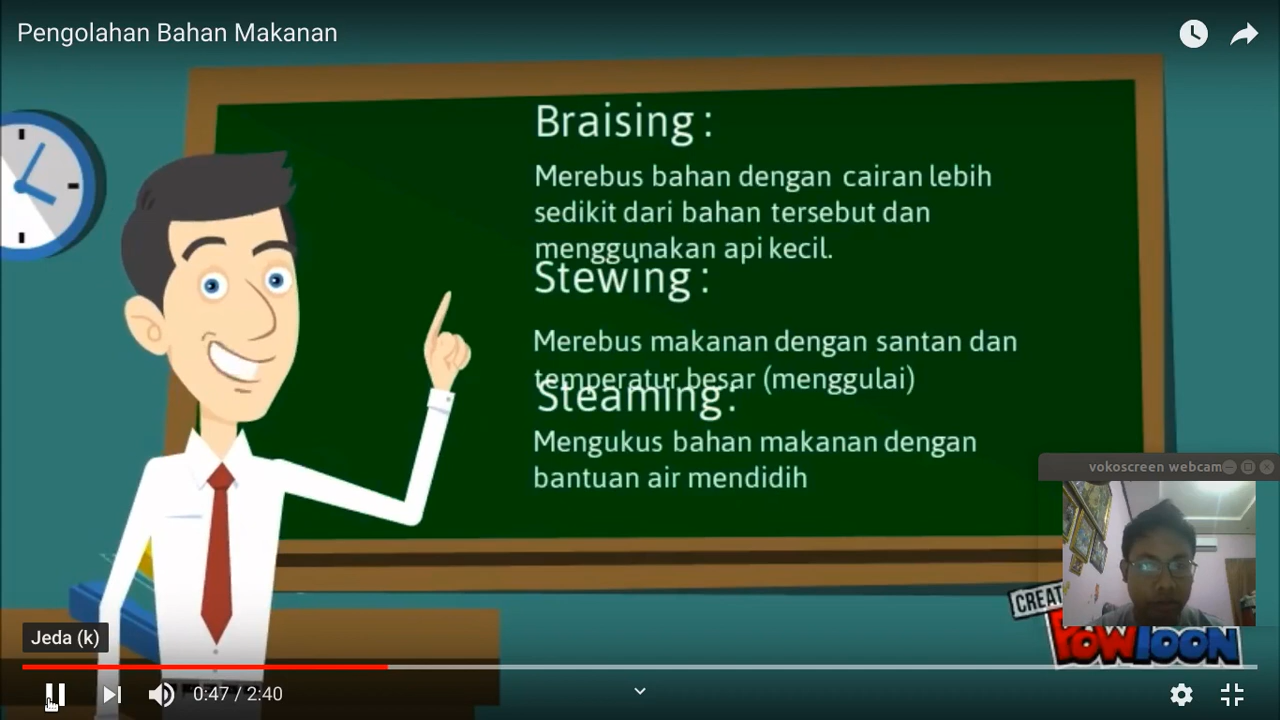 Pengolahan Bahan Makanan
Braising :
Merebus bahan dengan cairan lebih
sedikit dari bahan tersebut dan
menggunakan api kecil.
Stewing :
Merebus makanan dengan santan dan
temperatur besar (menggulai)
Steaming :
Mengukus bahan makanan dengan
bantuan air mendidih
vokoscreen webcam
CREAT
POWTOON
Jeda (k)
0:47 / 2:40